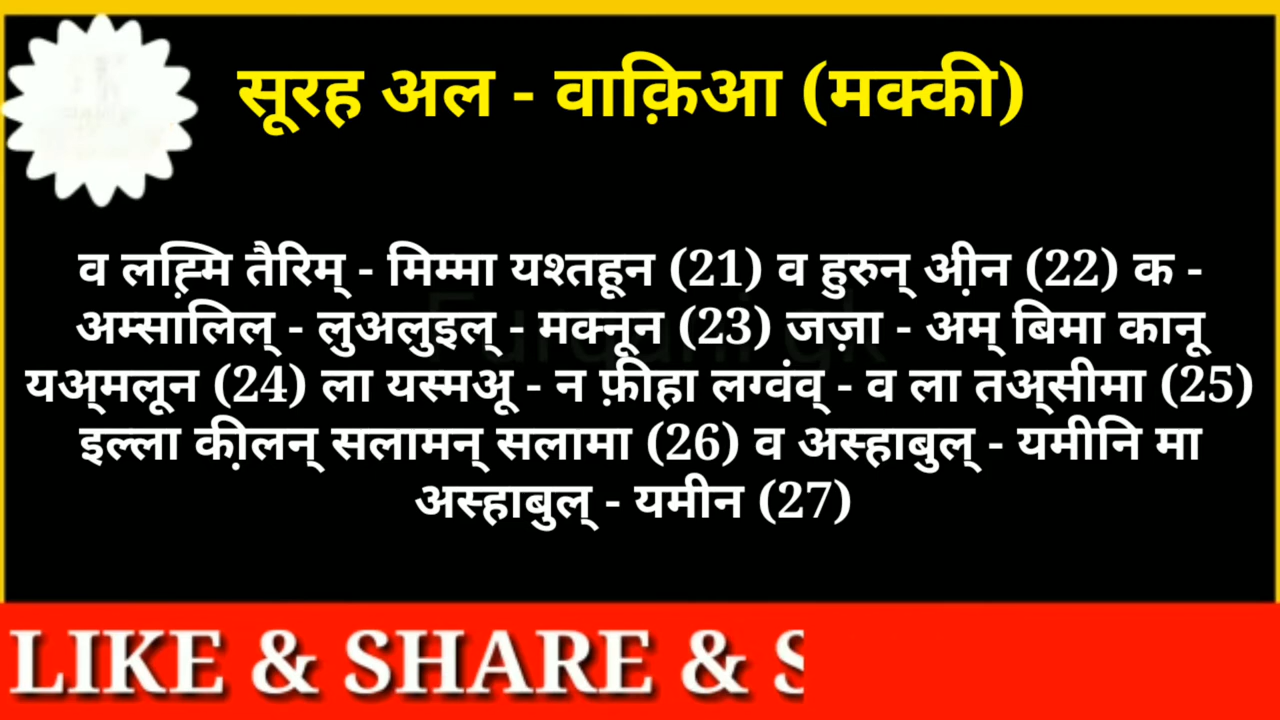 सूरह अल - वाक़िआ (मक्की)
व लह़्मि तैरिम् - मिम्मा यश्तहून (21) व हुरुन् अ़ीन (22) क -
अम्सालिल् - लुअलुइल् - मक्नून (23) जज़ा - अम् बिमा कानू
यअ्मलून (24) ला यस्मअू - न फ़ीहा लग्वंव् - व ला तअ्सीमा (25)
इल्ला क़ीलन् सलामन् सलामा (26) व अस्हाबुल् - यमीनि मा
अस्हाबुल् - यमीन (27)
LIKE & SHARE & S